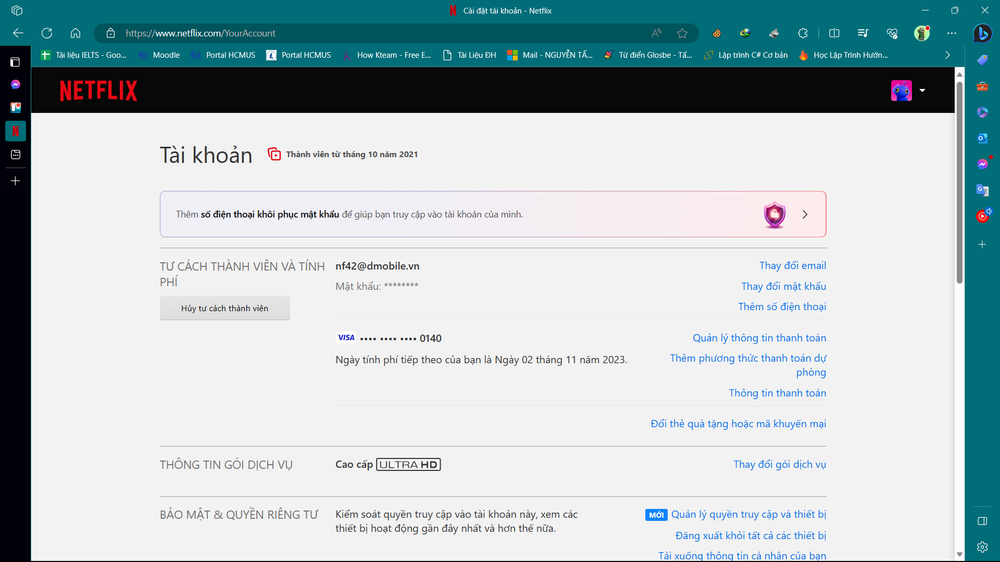 Cài đặt tài khoản - Netflix
https://www.netflix.com/YourAccount
Tài liệu IELTS - Goo...
Moodle
Portal HCMUS
Portal HCMUS
How Kteam - Free E...
Tài Liệu ĐH
Mail - NGUYỄN TẤ...
Từ điển Glosbe - Tấ...
Lập trình C# Cơ bản
Học Lập Trình Hướn...
NETFLIX
Tài khoản
Thành viên từ tháng 10 năm 2021
Thêm số điện thoại khôi phục mật khẩu để giúp bạn truy cập vào tài khoản của mình.
TƯ CÁCH THÀNH VIÊN VÀ TÍNH
PHÍ
Hủy tư cách thành viên
nf42@dmobile.vn
Thay đổi email
Mật khẩu: ********
Thay đổi mật khẩu
Thêm số điện thoại
VISA •••• •••• •••• 0140
Quản lý thông tin thanh toán
Ngày tính phí tiếp theo của bạn là Ngày 02 tháng 11 năm 2023.
Thêm phương thức thanh toán dự
phòng
Thông tin thanh toán
Đổi thẻ quà tặng hoặc mã khuyến mại
THÔNG TIN GÓI DỊCH VỤ
Cao cấp ULTRA HD
Thay đổi gói dịch vụ
BẢO MẬT & QUYỀN RIÊNG TƯ
Kiểm soát quyền truy cập vào tài khoản này, xem các
thiết bị hoạt động gần đây nhất và hơn thế nữa.
MỚI Quản lý quyền truy cập và thiết bị
Đăng xuất khỏi tất cả các thiết bị
Tải xuống thông tin cá nhân của bạn